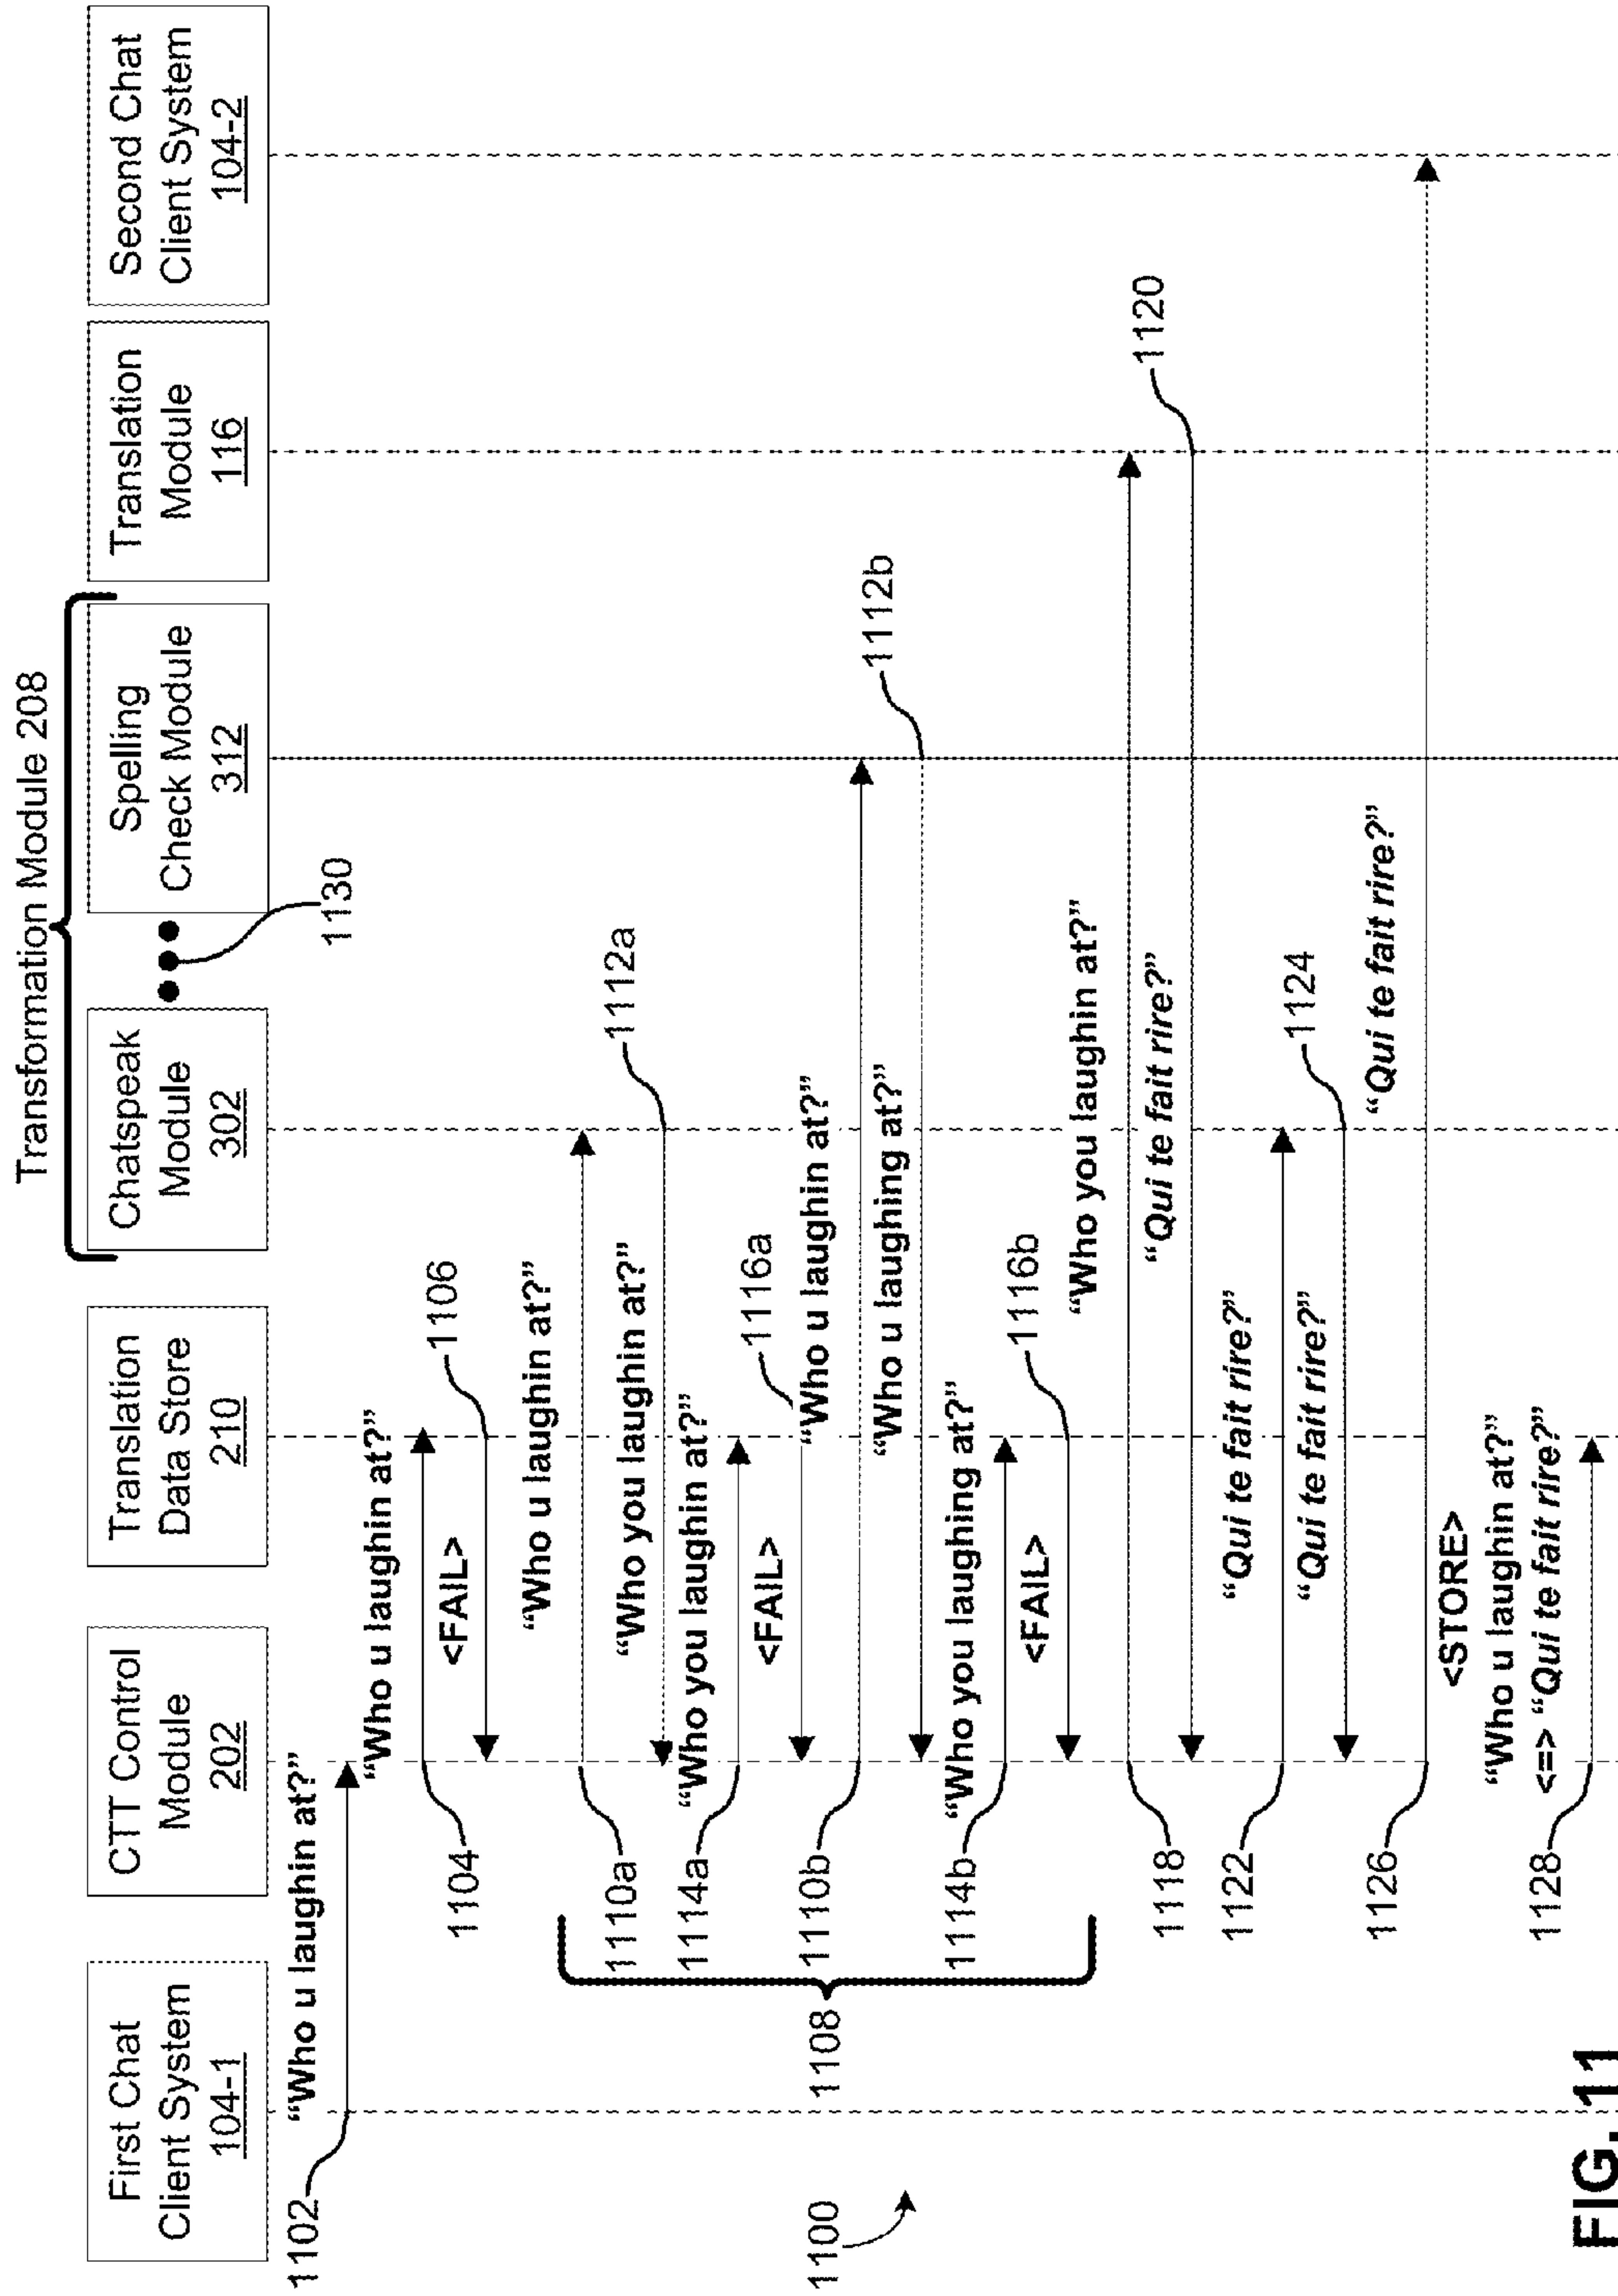 Transformation Module 208
First Chat
Client System
104-1
CTT Control
Module
202
Translation
Data Store
210
Chatspeak
Module
302
1130
Spelling
Check Module
312
Translation
Module
116
Second Chat
Client System
104-2
1102
“Who u laughin at?”
“Who u laughin at?”
1104
<FAIL>
1106
1108
“Who u laughin at?”
1110a
“Who you laughin at?”
1112a
“Who you laughin at?”
1114a
<FAIL>
1116a
“Who u laughin at?”
1110b
“Who u laughing at?”
1112b
“Who you laughing at?”
1114b
<FAIL>
1116b
“Who you laughin at?”
1118
“Qui te fait rire?”
1120
“Qui te fait rire?”
1122
“Qui te fait rire?”
1124
“Qui te fait rire?”
1126
<STORE>
“Who u laughin at?”
<=> “Qui te fait rire?”
1128
1100
FIG. 11